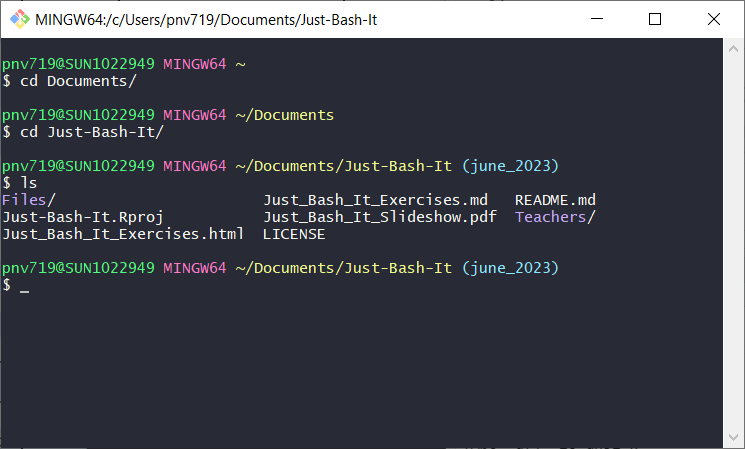 MINGW64:/c/Users/pnv719/Documents/Just-Bash-It
pnv719@SUN1022949 MINGW64 ~
$ cd Documents/
pnv719@SUN1022949 MINGW64 ~/Documents
$ cd Just-Bash-It/
pnv719@SUN1022949 MINGW64 ~/Documents/Just-Bash-It (june_2023)
$ ls
Files/                       Just_Bash_It_Exercises.md   README.md
Just-Bash-It.Rproj           Just_Bash_It_Slideshow.pdf  Teachers/
Just_Bash_It_Exercises.html  LICENSE
pnv719@SUN1022949 MINGW64 ~/Documents/Just-Bash-It (june_2023)
$ _